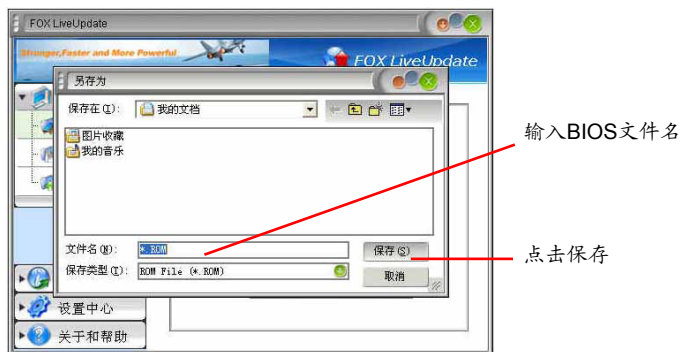 FOX LiveUpdate
Stronger,Faster and More Powerful
FOX LiveUpdate
另存为
保存在(I):
我的文档
图片收藏
我的音乐
文件名(N):
*.ROM
保存(S)
保存类型(T):
ROM File (*.ROM)
取消
设置中心
关于和帮助
输入BIOS文件名
点击保存